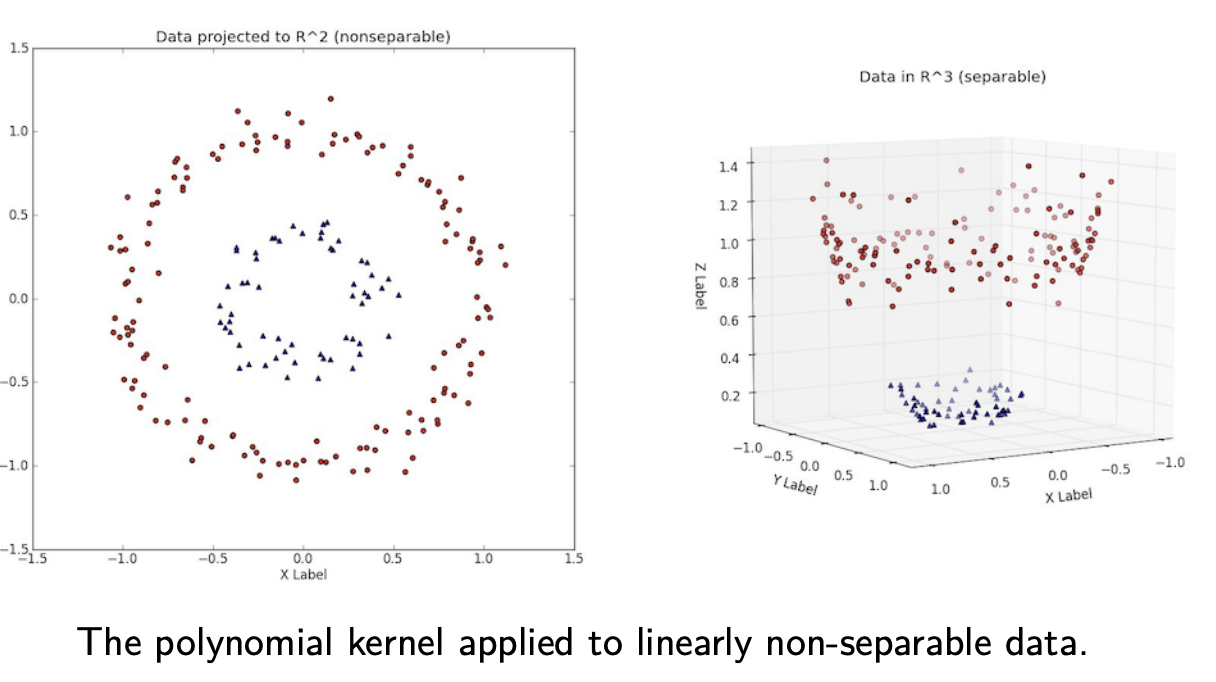 Data projected to R^2 (nonseparable)
1.5
1.0
0.5
0.0
−0.5
−1.0
−1.5
−1.5 −1.0 −0.5 0.0 0.5 1.0 1.5
X Label
Data in R^3 (separable)
1.4
1.2
1.0
0.8
0.6
0.4
0.2
Z Label
−1.0 −0.5 0.0 0.5 1.0
Y Label
1.0 0.5 0.0 −0.5 −1.0
X Label
The polynomial kernel applied to linearly non-separable data.